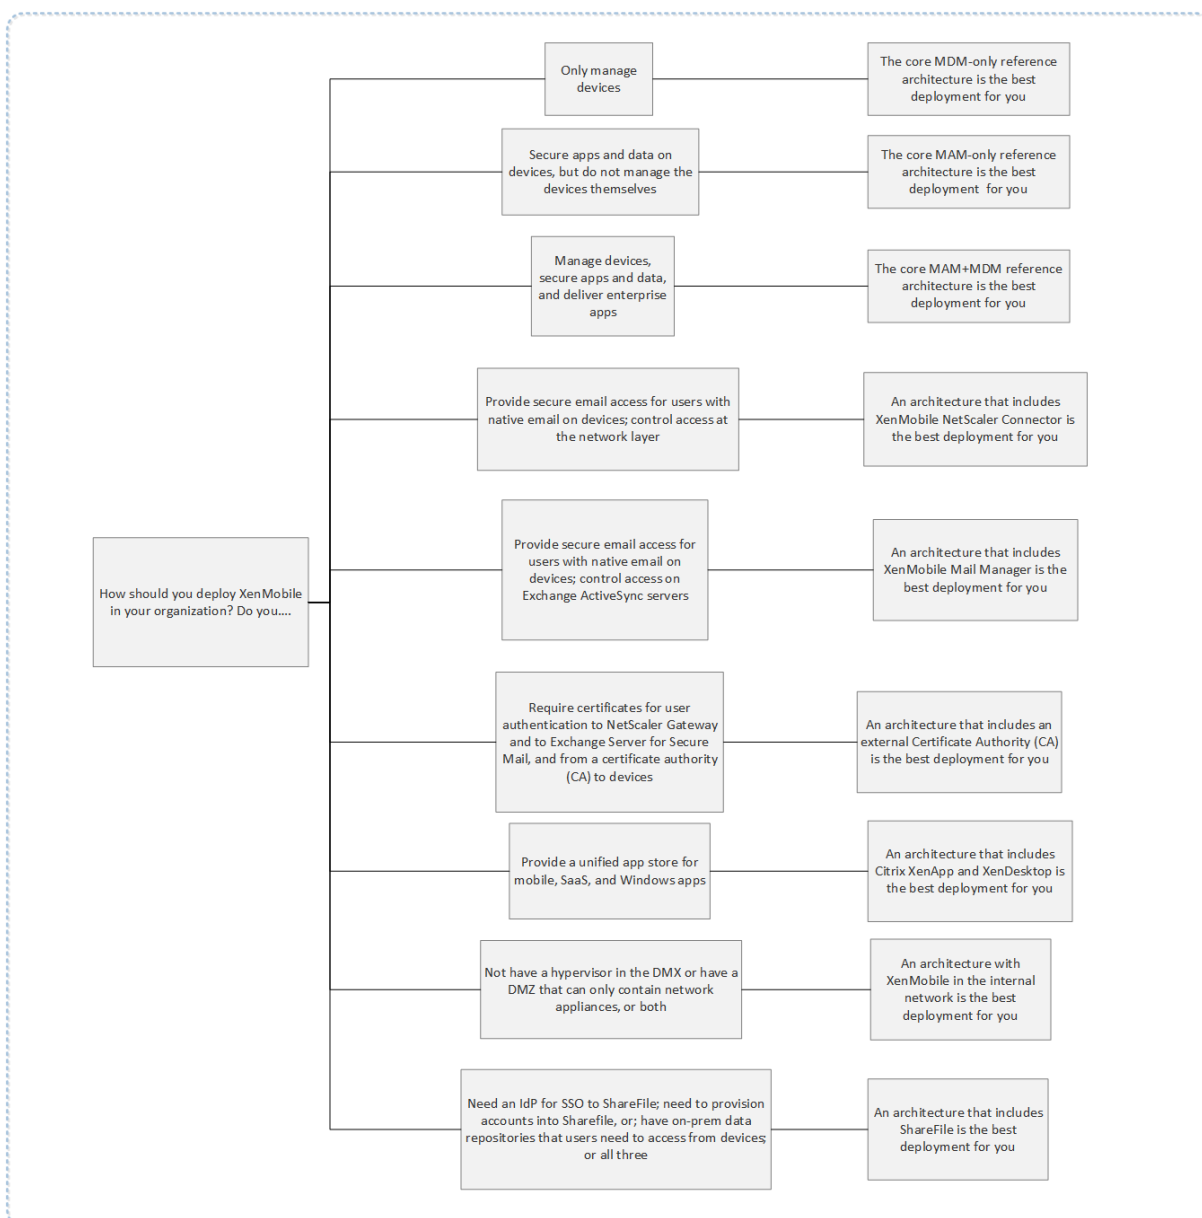 Only manage
devices
The core MDM-only reference
architecture is the best
deployment for you
Secure apps and data on
devices, but do not manage the
devices themselves
The core MAM-only reference
architecture is the best
deployment  for you
Manage devices,
secure apps and data,
and deliver enterprise
apps
The core MAM+MDM reference
architecture is the best
deployment for you
Provide secure email access for users with
native email on devices; control access at
the network layer
An architecture that includes
XenMobile NetScaler Connector is
the best deployment for you
Provide secure email access for
users with native email on
devices; control access on
Exchange ActiveSync servers
An architecture that includes
XenMobile Mail Manager is the
best deployment for you
How should you deploy XenMobile
in your organization? Do you....
Require certificates for user
authentication to NetScaler Gateway
and to Exchange Server for Secure
Mail, and from a certificate authority
(CA) to devices
An architecture that includes an
external Certificate Authority (CA)
is the best deployment for you
Provide a unified app store for
mobile, SaaS, and Windows apps
An architecture that includes
Citrix XenApp and XenDesktop is
the best deployment for you
Not have a hypervisor in the DMX or have a
DMZ that can only contain network
appliances, or both
An architecture with
XenMobile in the internal
network is the best
deployment for you
Need an IdP for SSO to ShareFile; need to provision
accounts into Sharefile, or; have on-prem data
repositories that users need to access from devices;
or all three
An architecture that includes
ShareFile is the best
deployment for you